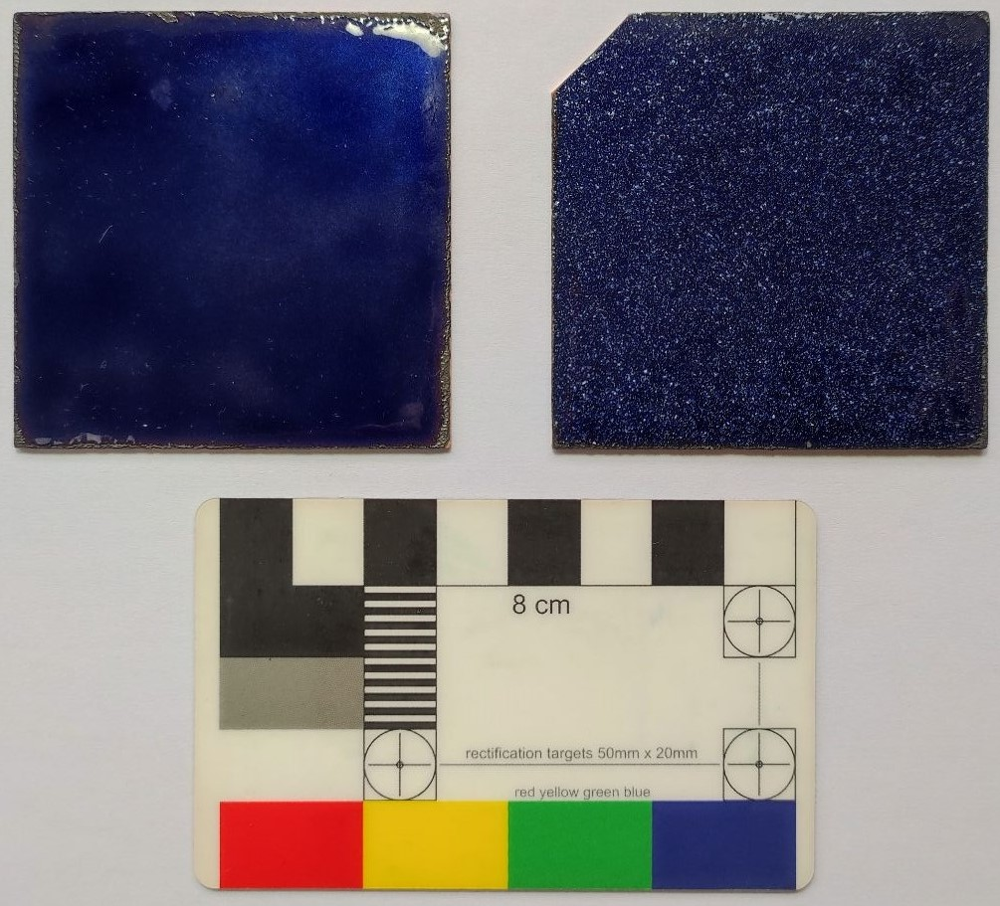 8 cm
rectification targets 50mm x 20mm
red yellow green blue